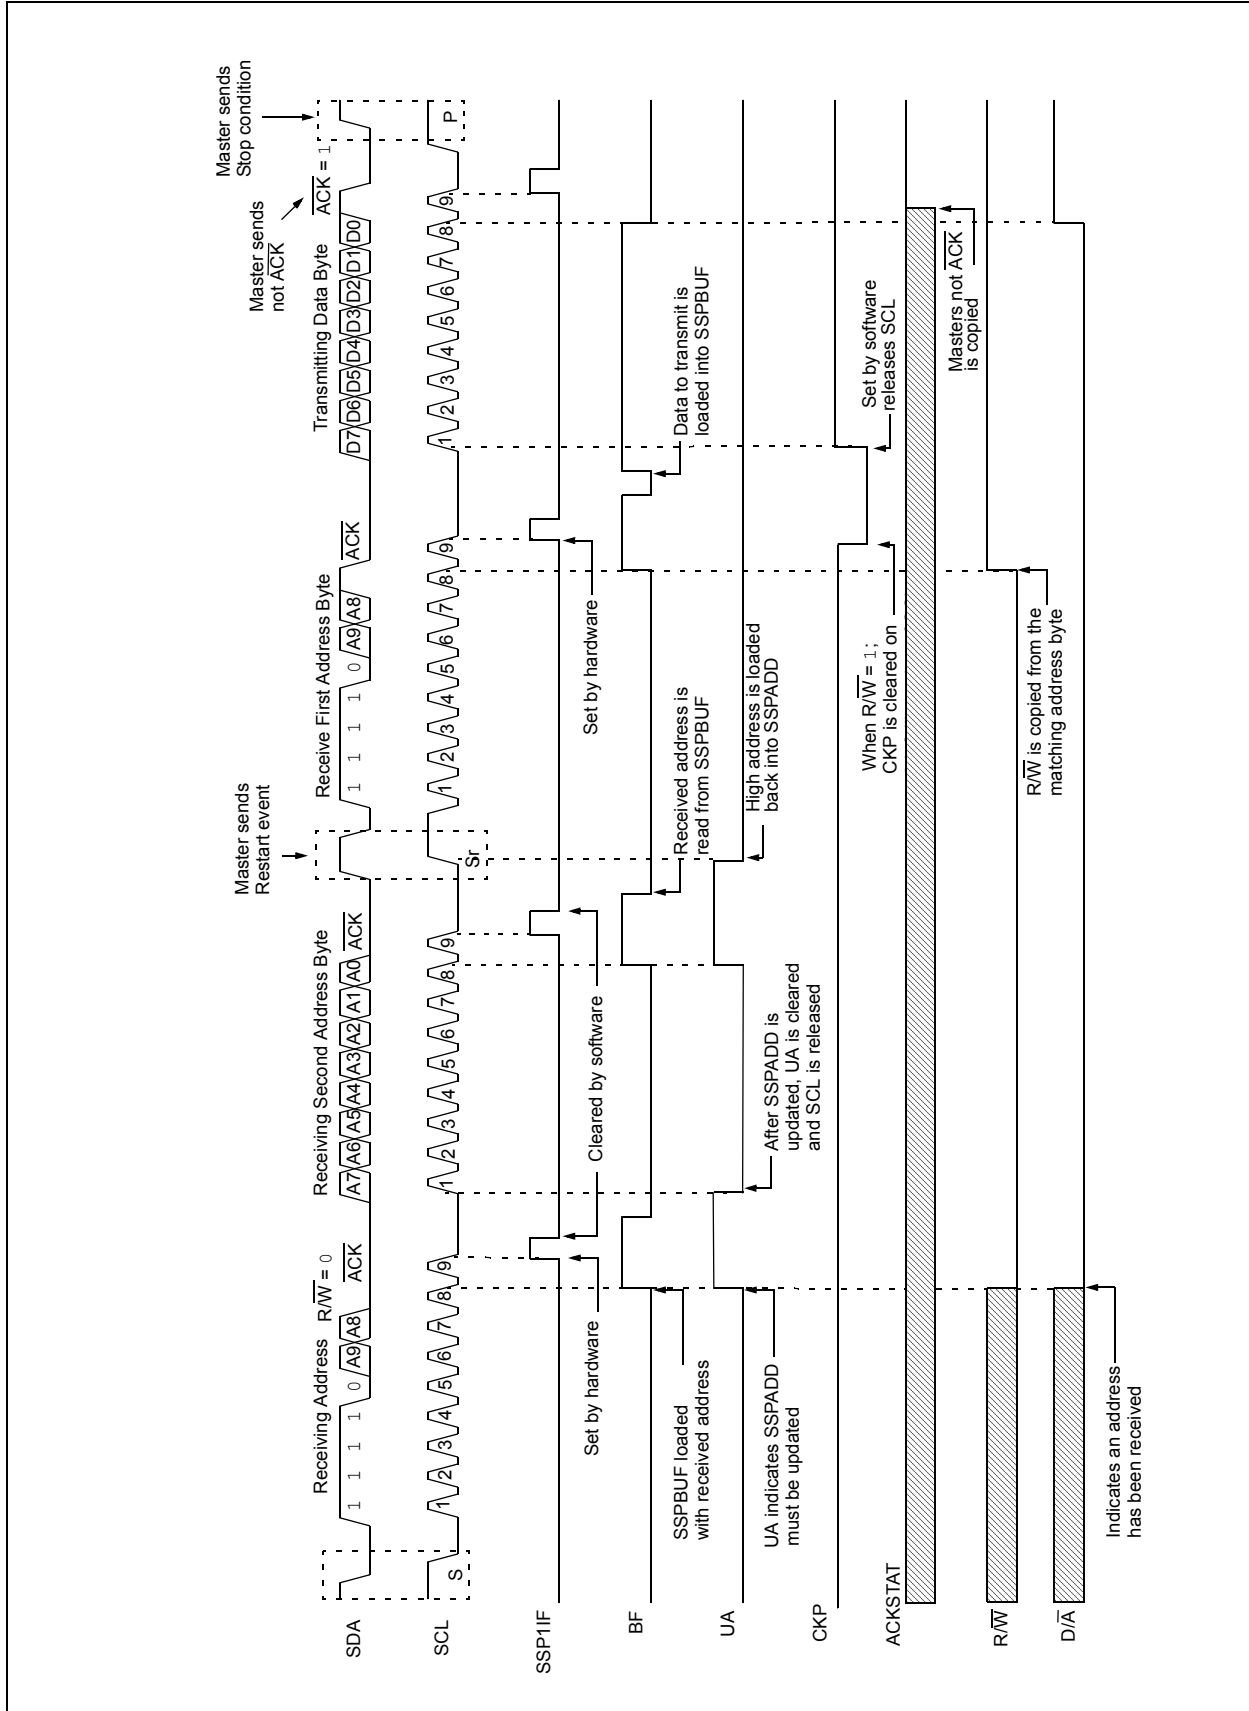 Master sends
Stop condition
Master sends
not ACK
Master sends
Restart event
Receiving Address R/W = 0
ACK
Receiving Second Address Byte
ACK
Receive First Address Byte
ACK
Transmitting Data Byte
ACK = 1
SDA
1 1 1 1 0 A9 A8
A7 A6 A5 A4 A3 A2 A1 A0
1 1 1 1 0 A9 A8
D7 D6 D5 D4 D3 D2 D1 D0
SCL
S
1 2 3 4 5 6 7 8 9
1 2 3 4 5 6 7 8 9
Sr
1 2 3 4 5 6 7 8 9
1 2 3 4 5 6 7 8 9
P
SSP1IF
Set by hardware
Cleared by software
Set by hardware
BF
SSPBUF loaded
with received address
Received address is
read from SSPBUF
Data to transmit is
loaded into SSPBUF
UA
UA indicates SSPADD
must be updated
After SSPADD is
updated, UA is cleared
and SCL is released
High address is loaded
back into SSPADD
CKP
When R/W = 1;
CKP is cleared on
Set by software
releases SCL
ACKSTAT
Masters not ACK
is copied
R/W
R/W is copied from the
matching address byte
D/A
Indicates an address
has been received